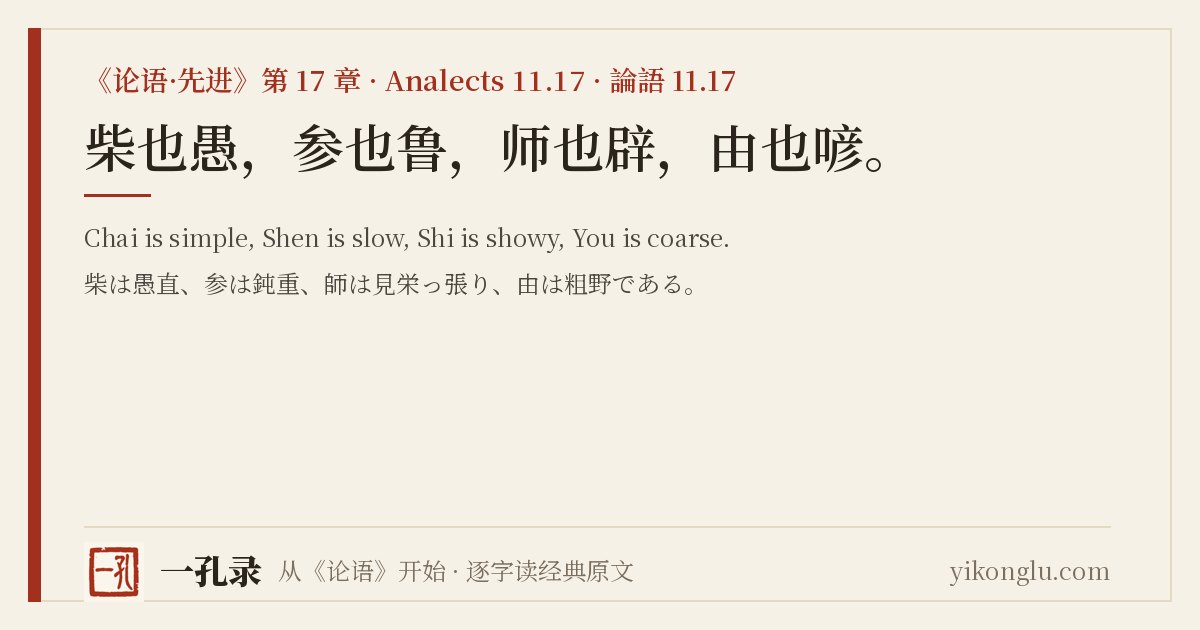 《论语·先进》第 17 章 · Analects 11.17 · 論語 11.17
柴也愚，参也鲁，师也辟，由也喭。
Chai is simple, Shen is slow, Shi is showy, You is coarse.
柴は愚直、参は鈍重、師は見栄っ張り、由は粗野である。
一孔
一孔录 从《论语》开始 · 逐字读经典原文 yikonglu.com